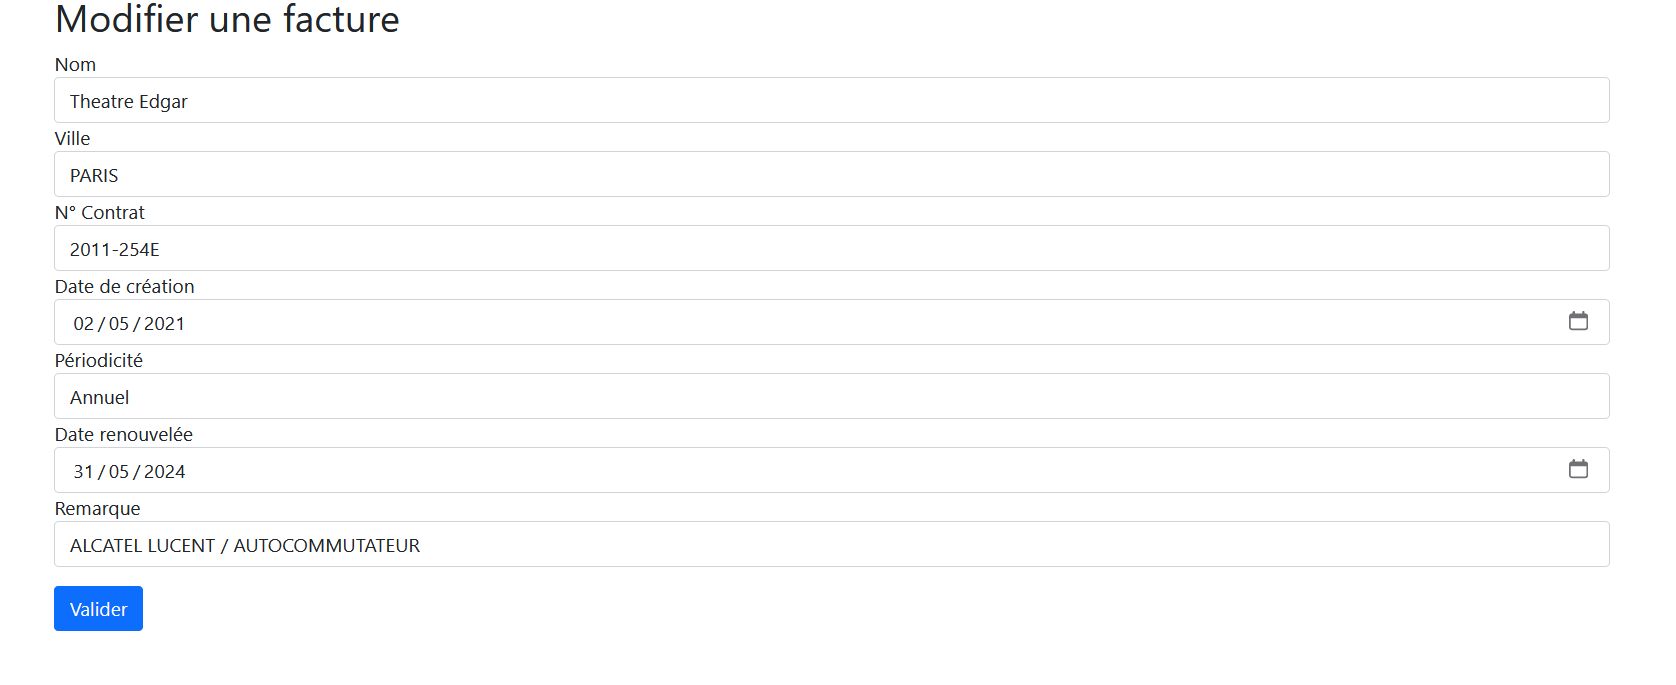 Modifier une facture
Nom
Theatre Edgar
Ville
PARIS
N° Contrat
2011-254E
Date de création
02/05/2021
Périodicité
Annuel
Date renouvelée
31/05/2024
Remarque
ALCATEL LUCENT / AUTOCOMMUTATEUR
Valider